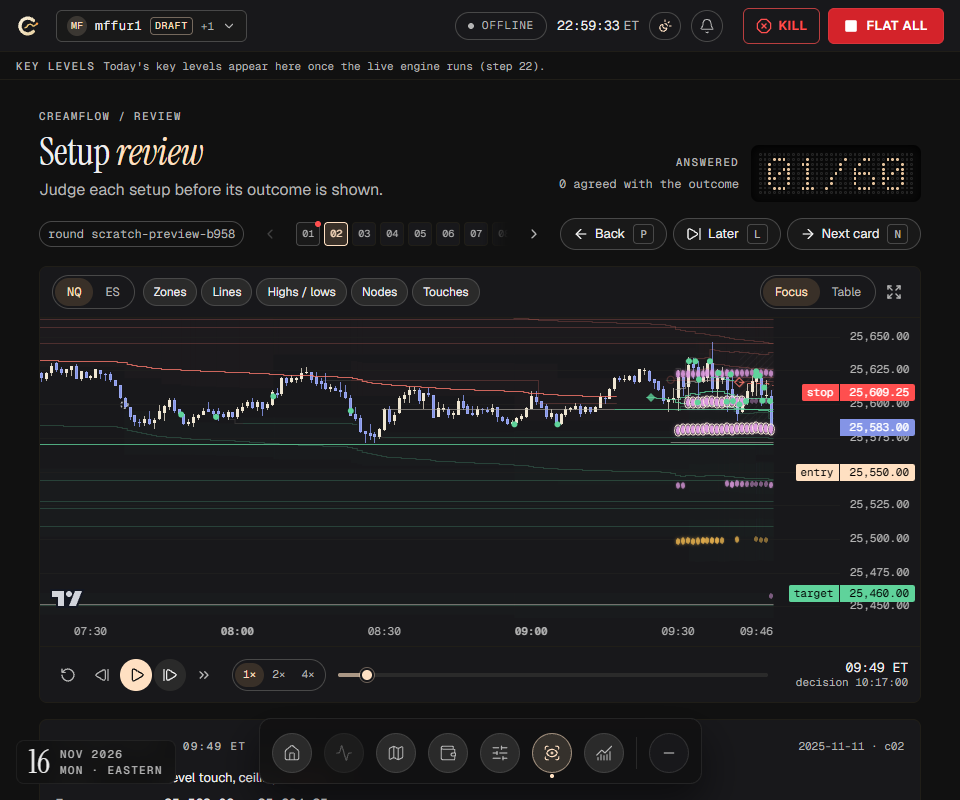 MF mffur1 DRAFT +1
OFFLINE 22:59:33 ET KILL FLAT ALL
KEY LEVELS Today's key levels appear here once the live engine runs (step 22).
CREAMFLOW / REVIEW
Setup review
Judge each setup before its outcome is shown.
ANSWERED
0 agreed with the outcome
01/60
round scratch-preview-b958
01 02 03 04 05 06 07
Back P Later L Next card N
NQ ES Zones Lines Highs / lows Nodes Touches
Focus Table
25,650.00
25,625.00
stop 25,609.25
25,600.00
25,583.00
25,575.00
entry 25,550.00
25,525.00
25,500.00
25,475.00
target 25,460.00
25,450.00
07:30 08:00 08:30 09:00 09:30 09:46
1× 2× 4×
09:49 ET
decision 10:17:00
16 NOV 2026
MON · EASTERN
09:49 ET
2025-11-11 · c02
evel touch,